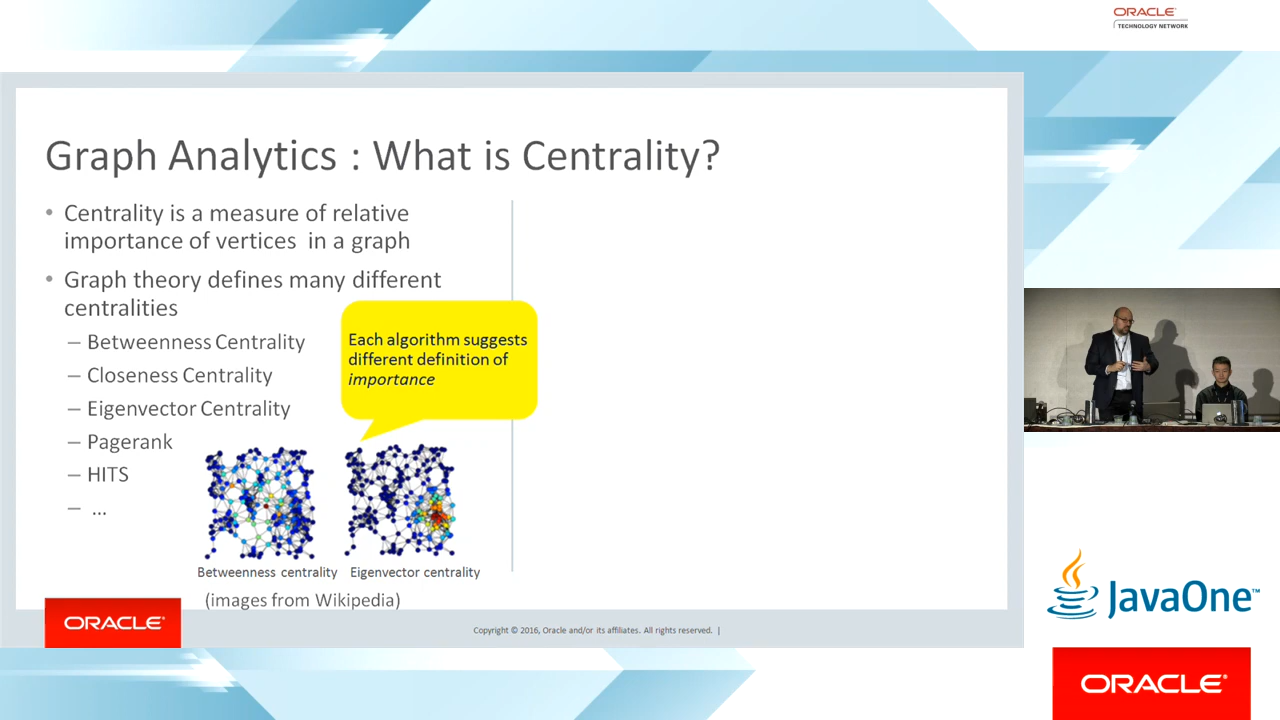 ORACLE
TECHNOLOGY NETWORK
Graph Analytics : What is Centrality?
• Centrality is a measure of relative
importance of vertices in a graph
• Graph theory defines many different
centralities
– Betweenness Centrality
– Closeness Centrality
– Eigenvector Centrality
– Pagerank
– HITS
– ...
Each algorithm suggests
different definition of
importance
Betweenness centrality
Eigenvector centrality
(images from Wikipedia)
ORACLE®
Copyright © 2016, Oracle and/or its affiliates. All rights reserved. |
JavaOne™
ORACLE®